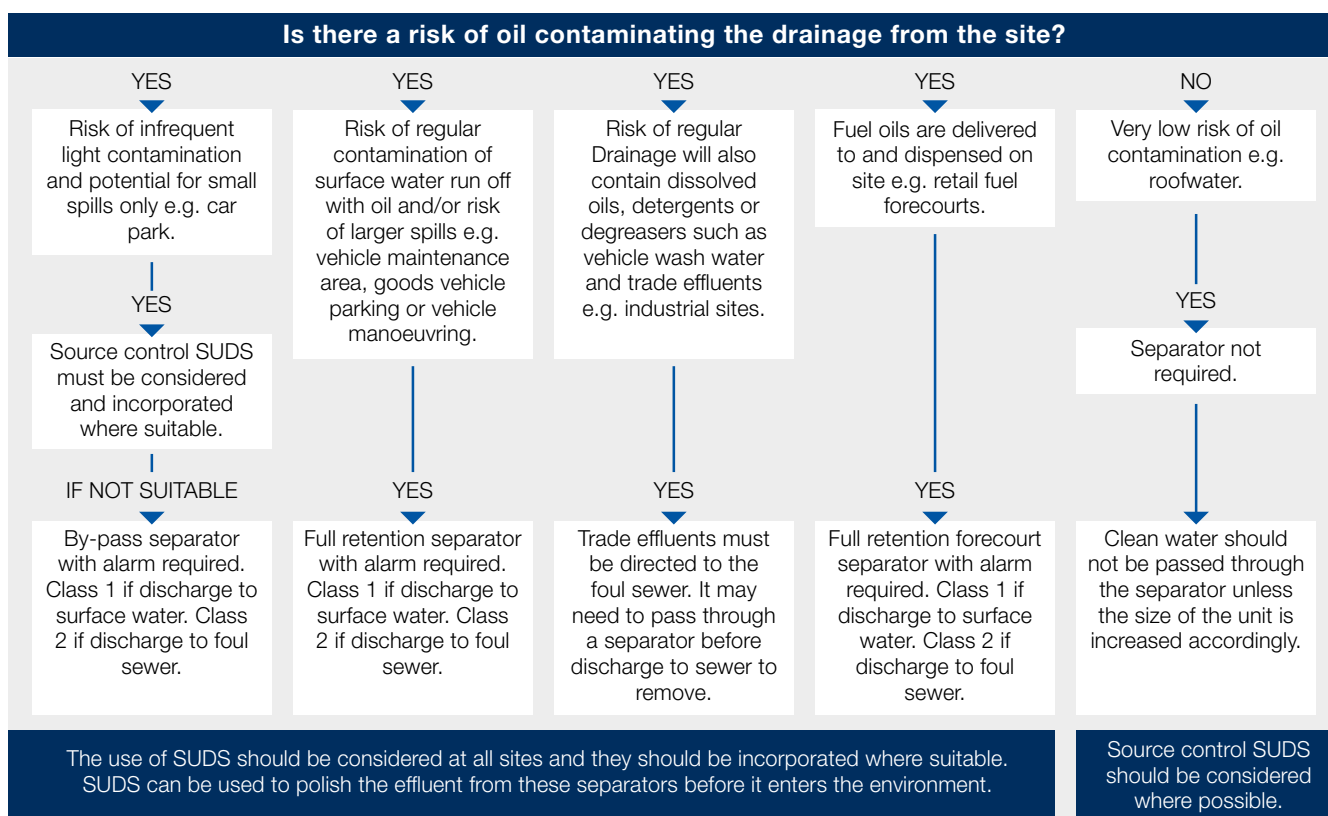 Is there a risk of oil contaminating the drainage from the site?
YES
Risk of infrequent
light contamination
and potential for small
spills only e.g. car
park.
YES
Source control SUDS
must be considered
and incorporated
where suitable.
IF NOT SUITABLE
By-pass separator
with alarm required.
Class 1 if discharge to
surface water. Class
2 if discharge to foul
sewer.
YES
Risk of regular
contamination of
surface water run off
with oil and/or risk
of larger spills e.g.
vehicle maintenance
area, goods vehicle
parking or vehicle
manoeuvring.
YES
Full retention separator
with alarm required.
Class 1 if discharge to
surface water. Class
2 if discharge to foul
sewer.
YES
Risk of regular
Drainage will also
contain dissolved
oils, detergents or
degreasers such as
vehicle wash water
and trade effluents
e.g. industrial sites.
YES
Trade effluents must
be directed to the
foul sewer. It may
need to pass through
a separator before
discharge to sewer to
remove.
YES
Fuel oils are delivered
to and dispensed on
site e.g. retail fuel
forecourts.
YES
Full retention forecourt
separator with alarm
required. Class 1 if
discharge to surface
water. Class 2 if
discharge to foul
sewer.
NO
Very low risk of oil
contamination e.g.
roofwater.
YES
Separator not
required.
Clean water should
not be passed through
the separator unless
the size of the unit is
increased accordingly.
The use of SUDS should be considered at all sites and they should be incorporated where suitable.
SUDS can be used to polish the effluent from these separators before it enters the environment.
Source control SUDS
should be considered
where possible.